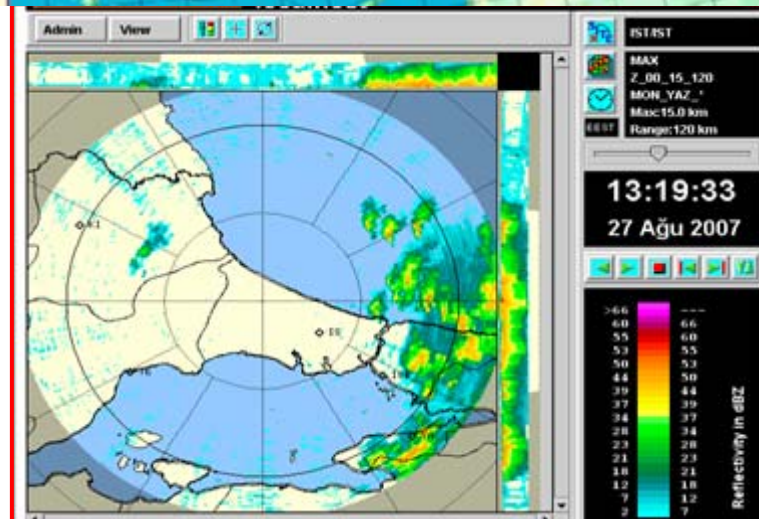 Admin View
IST/IST
MAX
Z_00_15_120
MON_YAZ_*
Max:15.0 km
Range:120 km
13:19:33
27 Ağu 2007
>66 ---
60 66
55 60
53 55
50 53
44 50
39 44
37 39
34 37
28 34
23 28
21 23
18 21
12 18
7 12
2 7
Reflectivity in dBZ